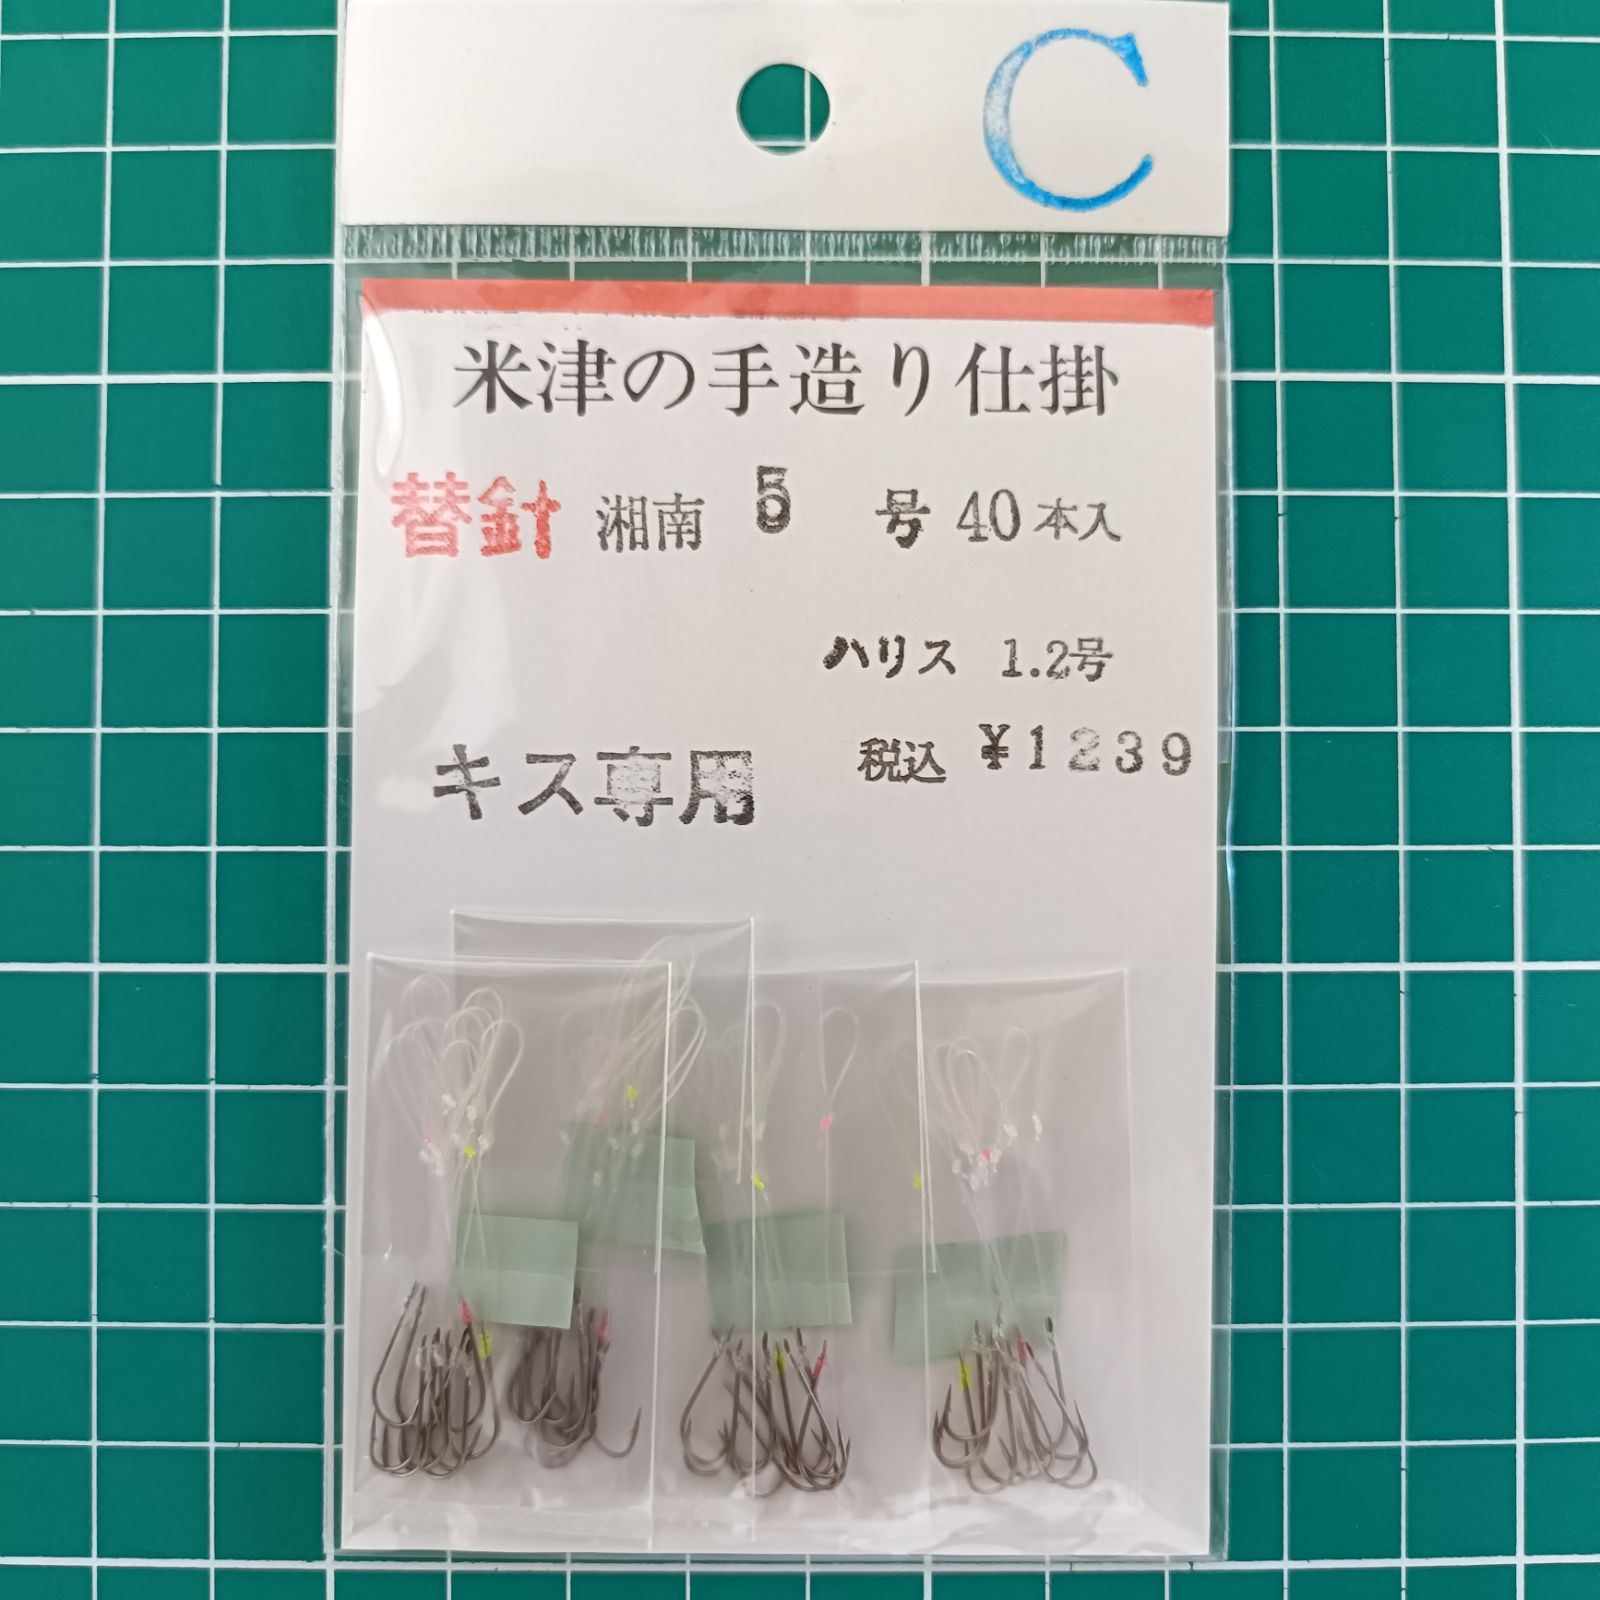 C
米津の手造り仕掛
替針 湘南 5 号 40本入
ハリス 1.2号
税込 ¥1239
キス専用